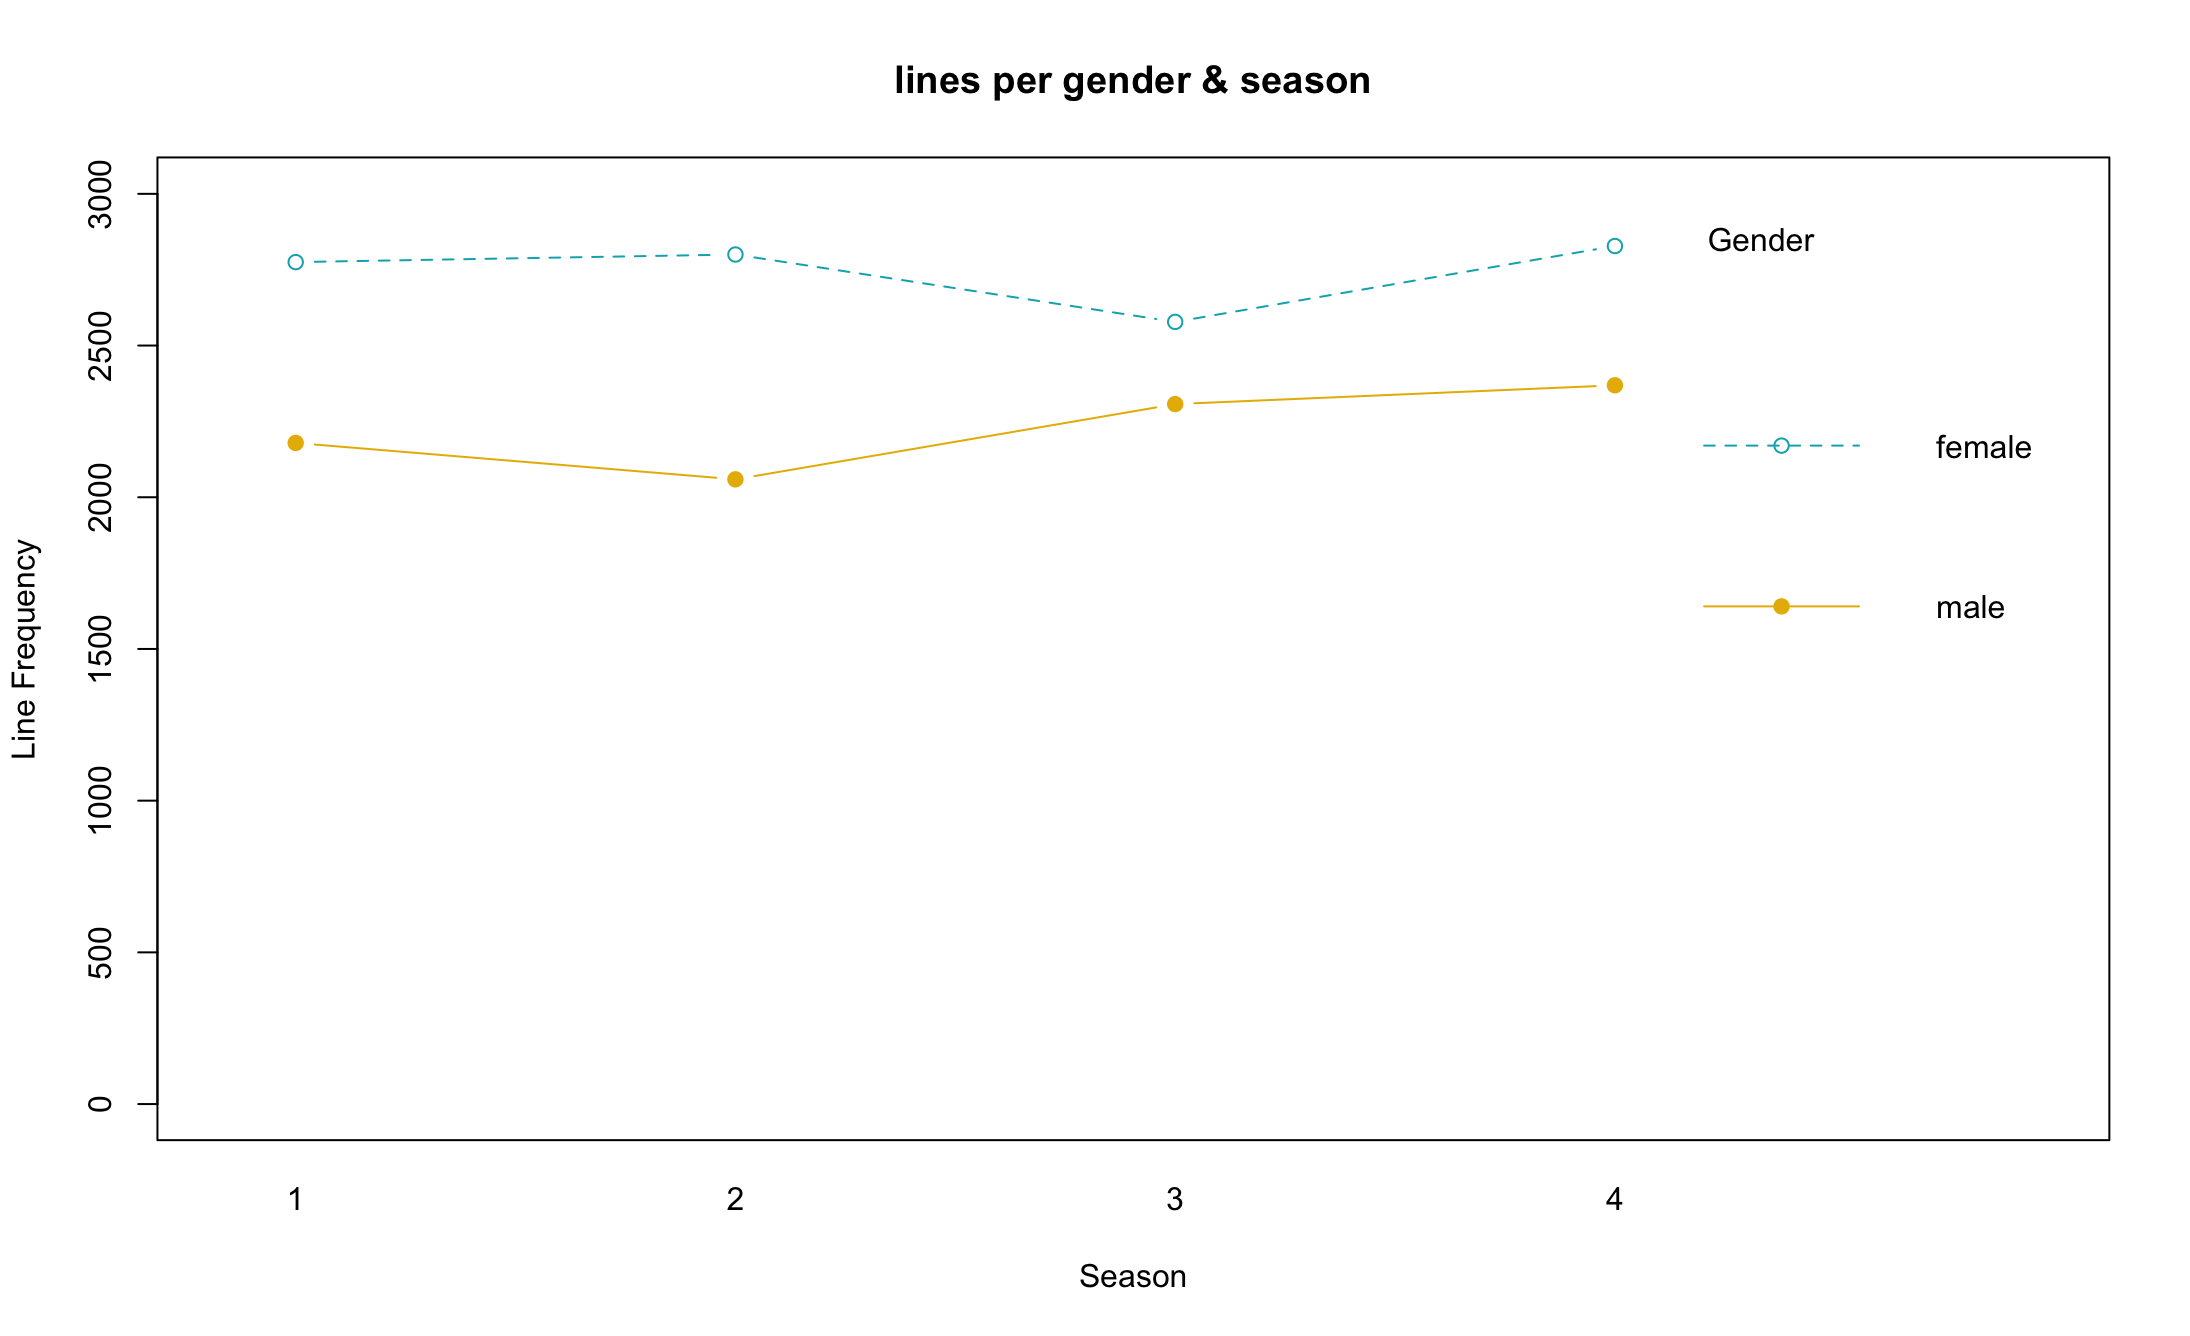 lines per gender & season
3000
2500
2000
1500
1000
500
0
Line Frequency
Gender
female
male
1 2 3 4
Season